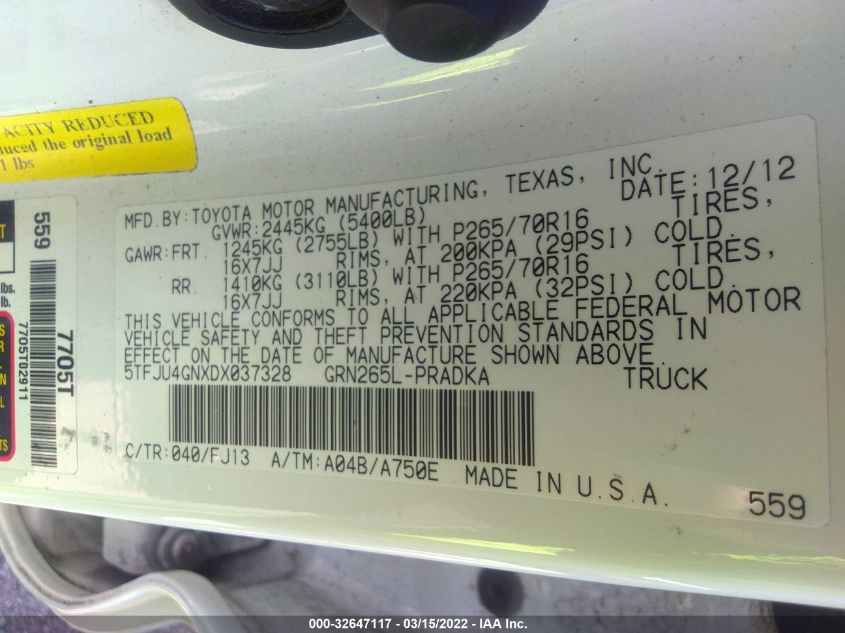 ACITY REDUCED
duced the original load
1 lbs
MFD.BY:TOYOTA MOTOR MANUFACTURING, TEXAS, INC.
DATE:12/12
GVWR:2445KG (5400LB)
GAWR:FRT. 1245KG (2755LB) WITH P265/70R16 TIRES,
16X7JJ RIMS, AT 200KPA (29PSI) COLD.
RR. 1410KG (3110LB) WITH P265/70R16 TIRES,
16X7JJ RIMS, AT 220KPA (32PSI) COLD.
THIS VEHICLE CONFORMS TO ALL APPLICABLE FEDERAL MOTOR
VEHICLE SAFETY AND THEFT PREVENTION STANDARDS IN
EFFECT ON THE DATE OF MANUFACTURE SHOWN ABOVE.
5TFJU4GNXDX037328 GRN265L-PRADKA TRUCK
C/TR:040/FJ13 A/TM:A04B/A750E MADE IN U.S.A.
559
559
7705T02911
7705T
lbs.
lb.
000-32647117 - 03/15/2022 - IAA Inc.